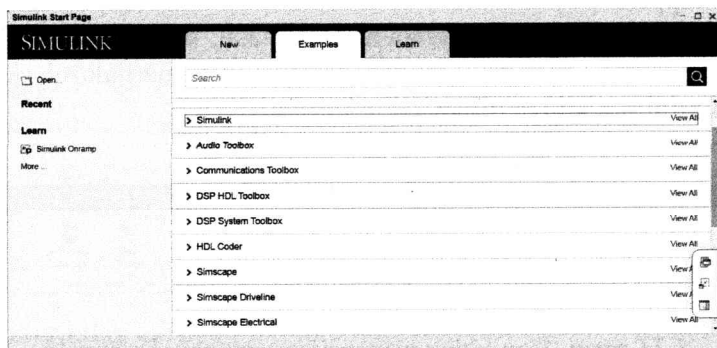 Simulink Start Page
SIMULINK
New
Examples
Learn
Open...
Recent
Learn
Simulink Onramp
More ...
Search
Simulink
View All
Audio Toolbox
View All
Communications Toolbox
View All
DSP HDL Toolbox
View All
DSP System Toolbox
View All
HDL Coder
View All
Simscape
View
Simscape Driveline
View
Simscape Electrical
View All